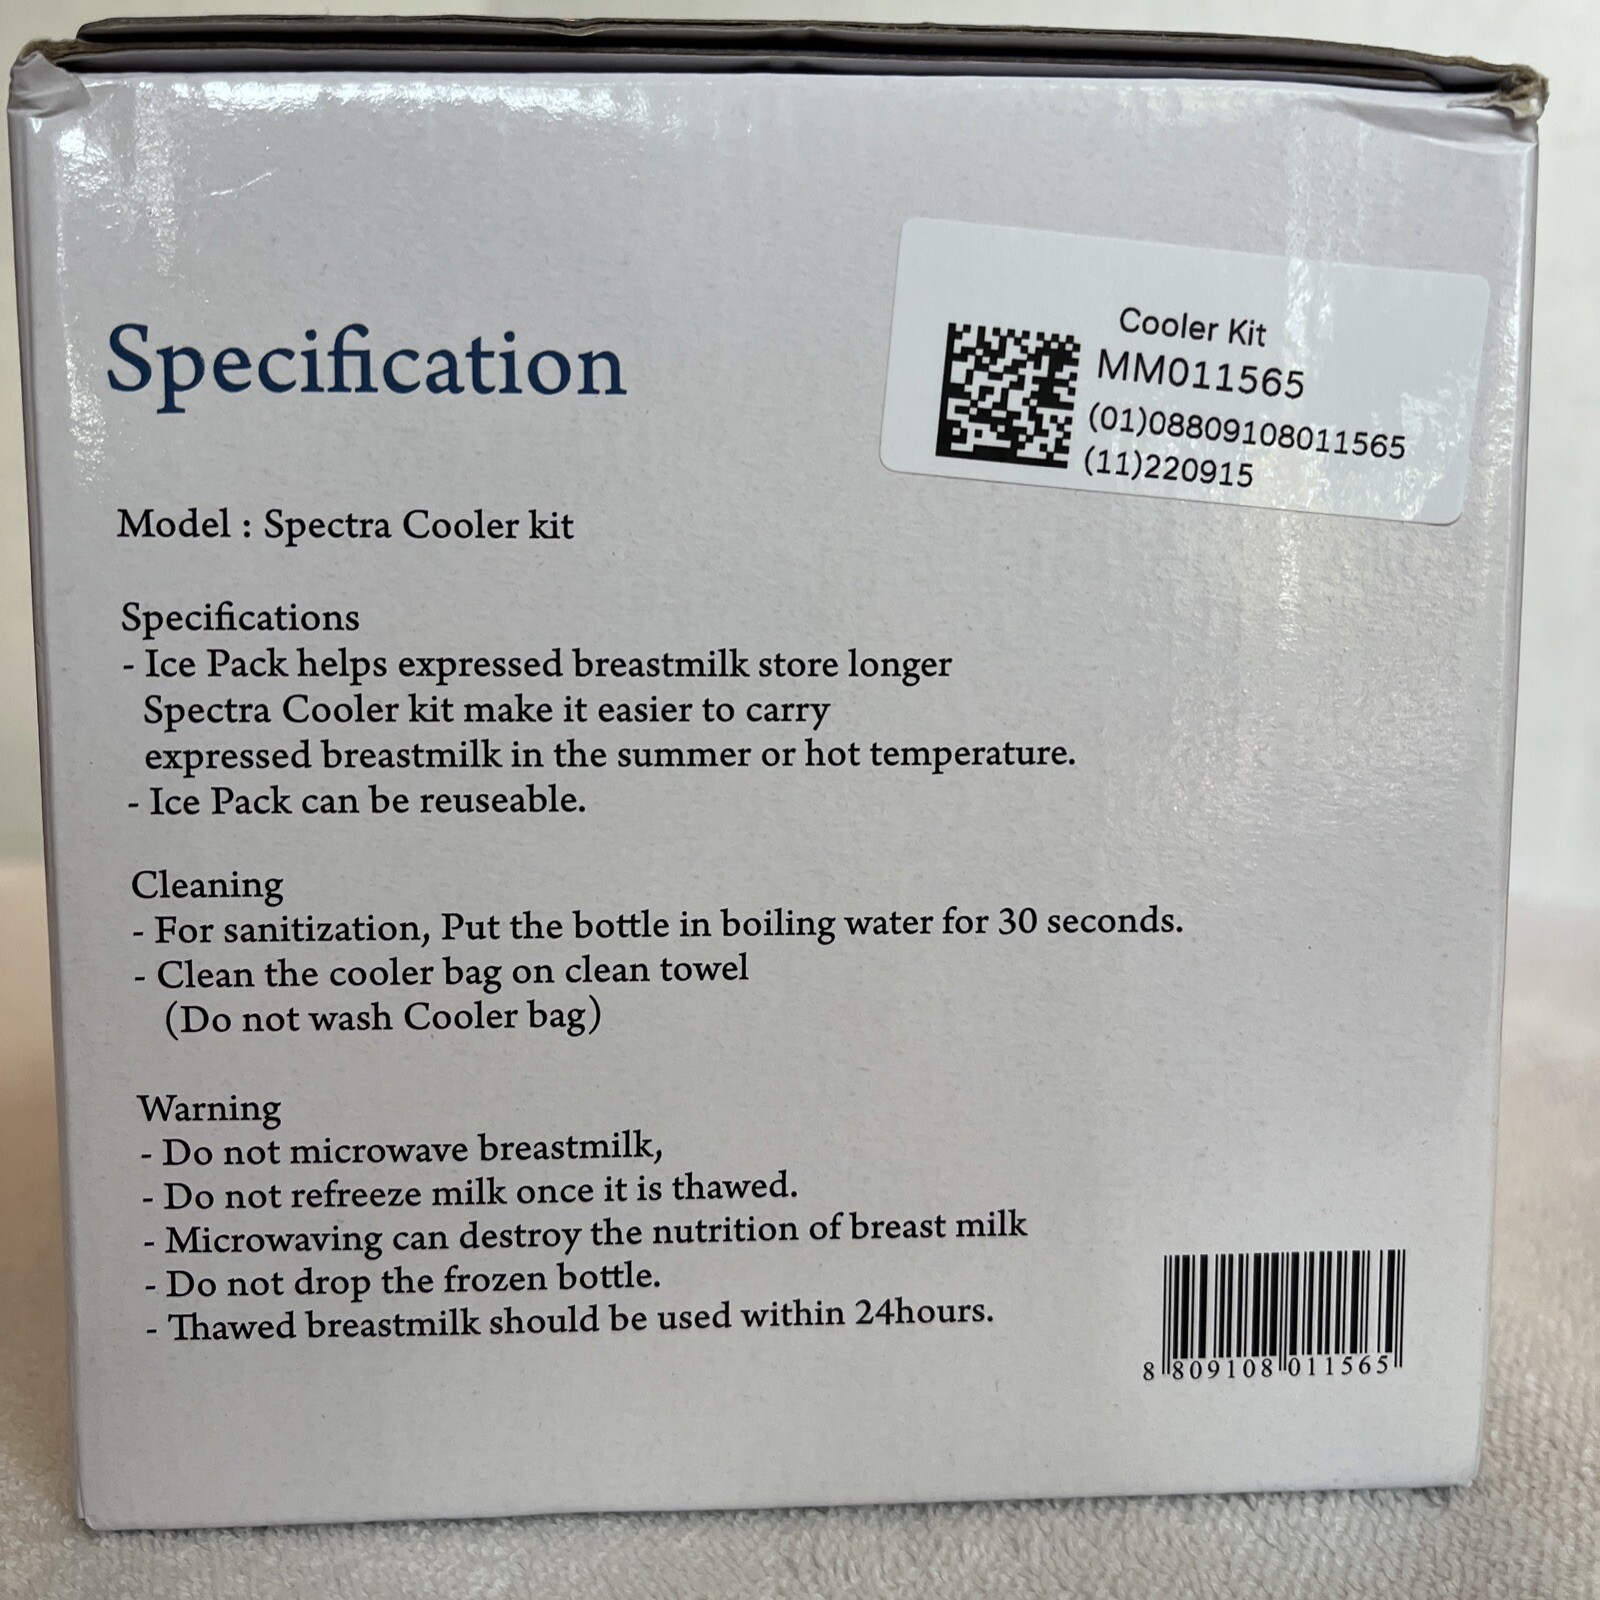 Cooler Kit
MM011565
(01)08809108011565
(11)220915
Specification
Model : Spectra Cooler kit
Specifications
- Ice Pack helps expressed breastmilk store longer
Spectra Cooler kit make it easier to carry
expressed breastmilk in the summer or hot temperature.
- Ice Pack can be reuseable.
Cleaning
- For sanitization, Put the bottle in boiling water for 30 seconds.
- Clean the cooler bag on clean towel
(Do not wash Cooler bag)
Warning
- Do not microwave breastmilk,
- Do not refreeze milk once it is thawed.
- Microwaving can destroy the nutrition of breast milk
- Do not drop the frozen bottle.
- Thawed breastmilk should be used within 24hours.
8 809108 011565